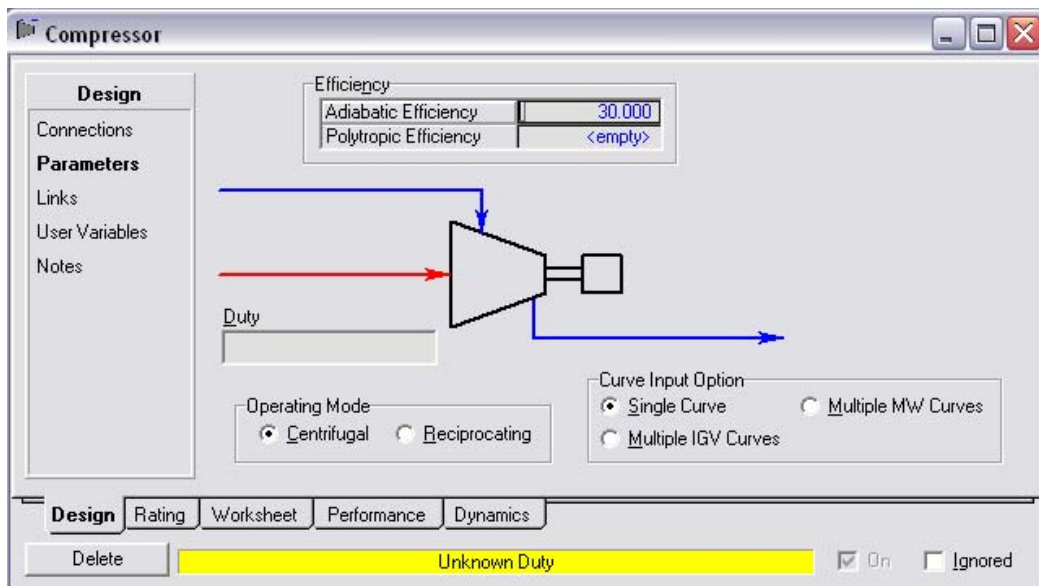 Compressor
Design
Connections
Parameters
Links
User Variables
Notes
Efficiency
Adiabatic Efficiency 30.000
Polytropic Efficiency <empty>
Duty
Operating Mode
Centrifugal Reciprocating
Curve Input Option
Single Curve Multiple MW Curves
Multiple IGV Curves
Design Rating Worksheet Performance Dynamics
Delete Unknown Duty On Ignored